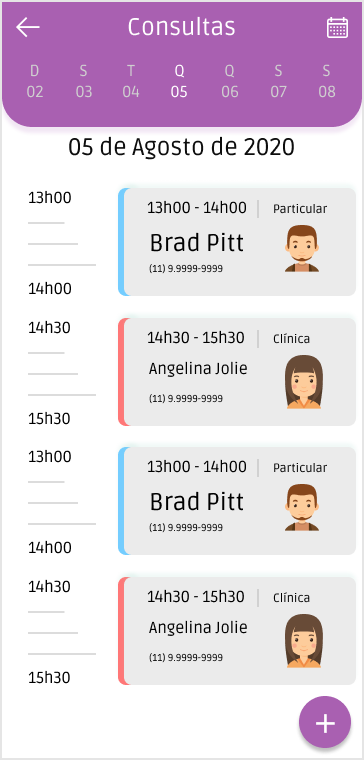 Consultas
D S T Q Q S S
02 03 04 05 06 07 08
05 de Agosto de 2020
13h00
13h00 - 14h00 Particular
Brad Pitt
(11) 9.9999-9999
14h00
14h30
14h30 - 15h30 Clínica
Angelina Jolie
(11) 9.9999-9999
15h30
13h00
13h00 - 14h00 Particular
Brad Pitt
(11) 9.9999-9999
14h00
14h30
14h30 - 15h30 Clínica
Angelina Jolie
(11) 9.9999-9999
15h30
+